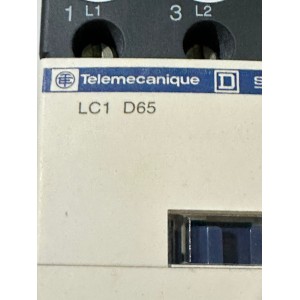 1 L1 3 L2
Telemecanique D S
LC1 D65